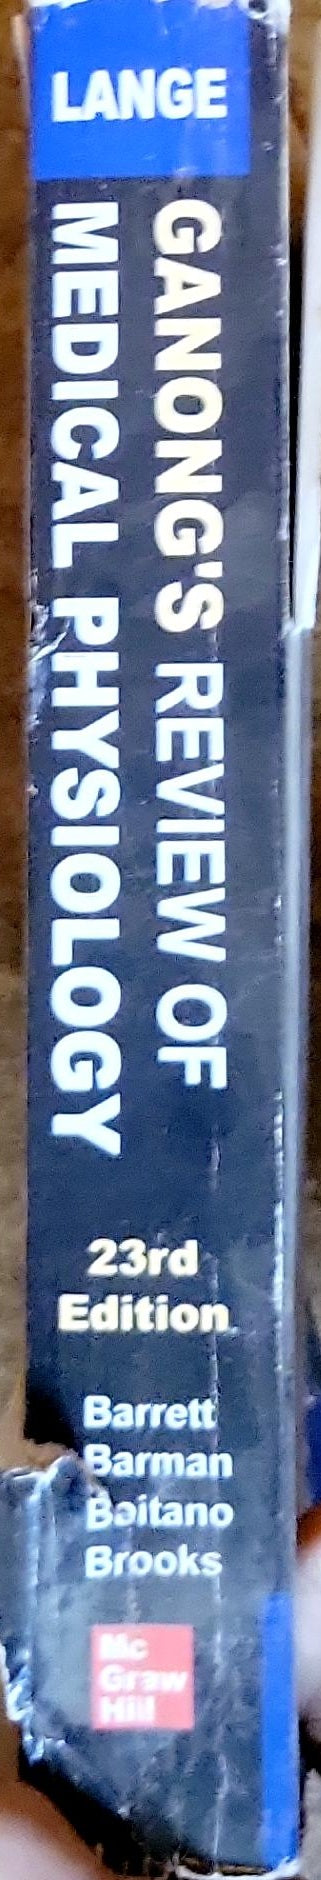 LANGE
GANONG'S REVIEW OF
MEDICAL PHYSIOLOGY
23rd
Edition
Barrett
Barman
Boitano
Brooks
Mc
Graw
Hill